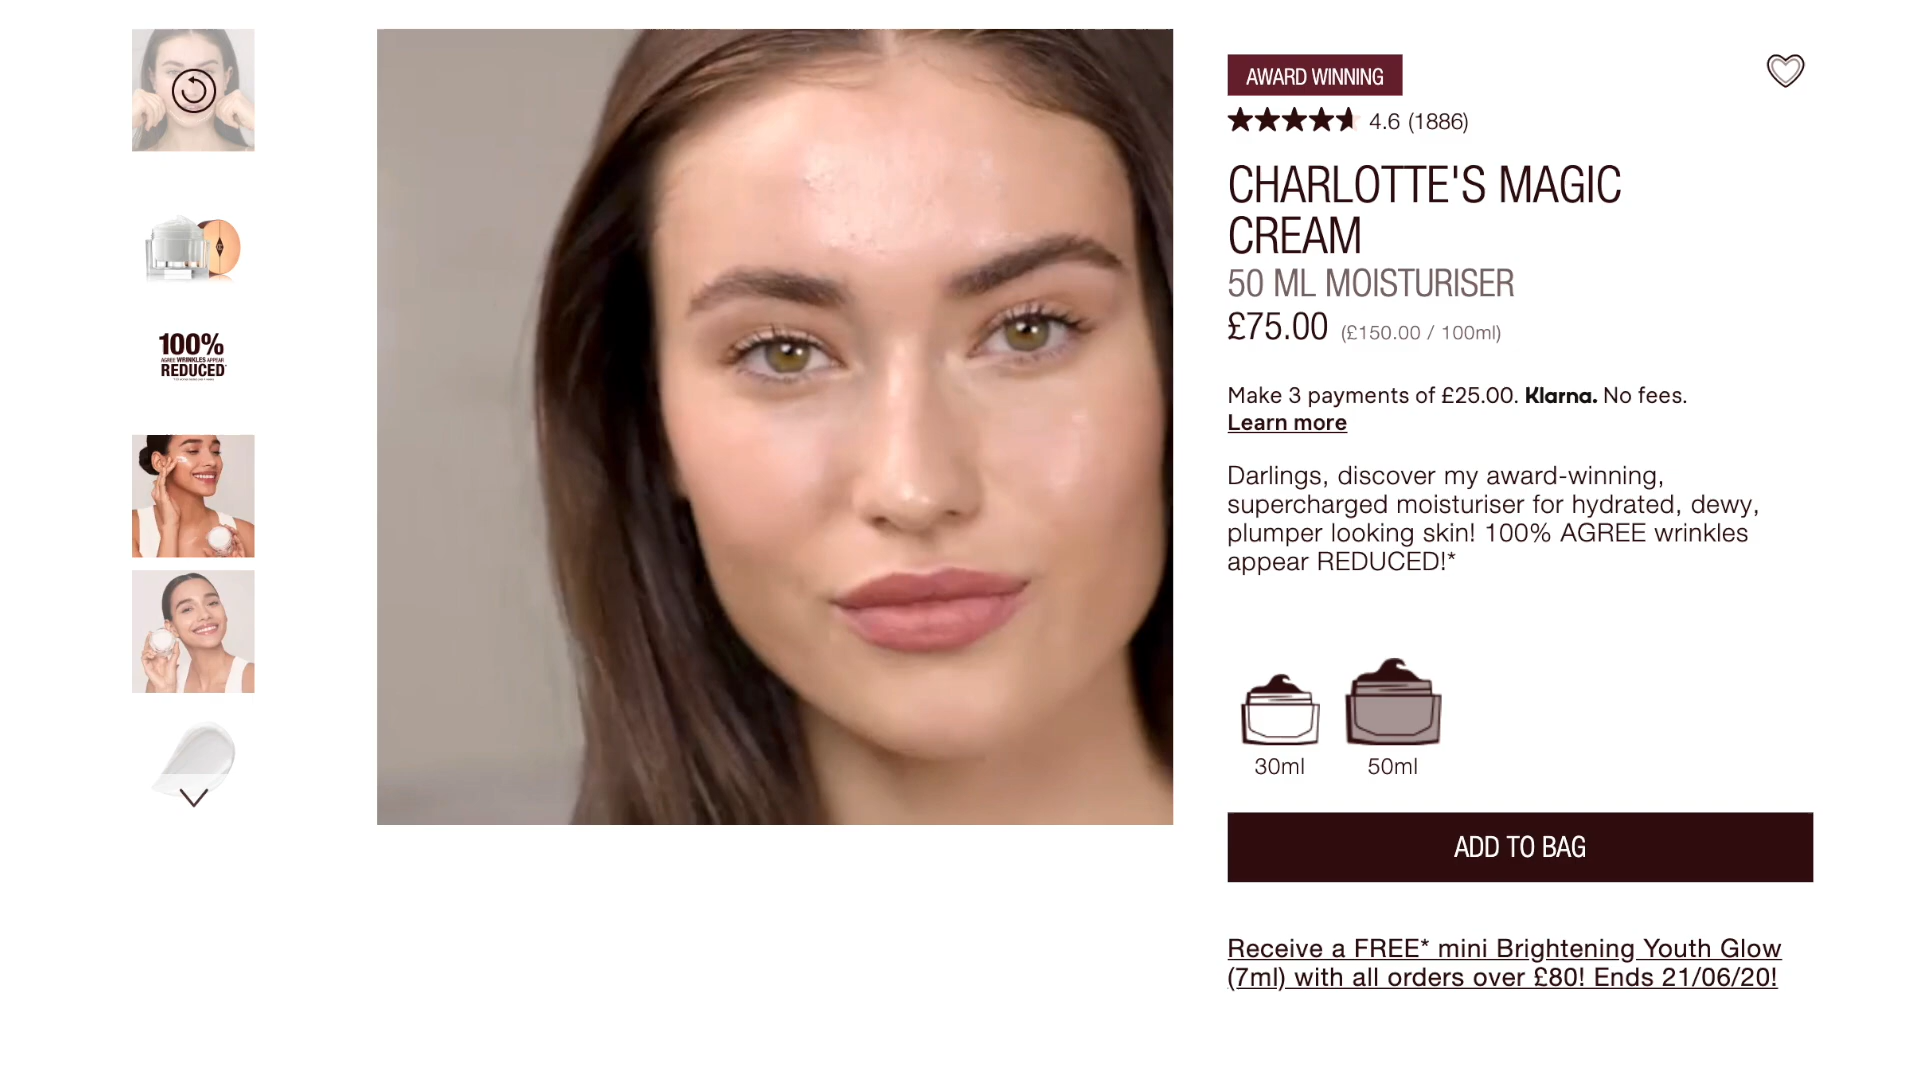 100%
AGREE WRINKLES APPEAR
REDUCED*
AWARD WINNING
4.6 (1886)
CHARLOTTE'S MAGIC
CREAM
50 ML MOISTURISER
£75.00 (£150.00 / 100ml)
Make 3 payments of £25.00. Klarna. No fees.
Learn more
Darlings, discover my award-winning,
supercharged moisturiser for hydrated, dewy,
plumper looking skin! 100% AGREE wrinkles
appear REDUCED!*
30ml 50ml
ADD TO BAG
Receive a FREE* mini Brightening Youth Glow
(7ml) with all orders over £80! Ends 21/06/20!